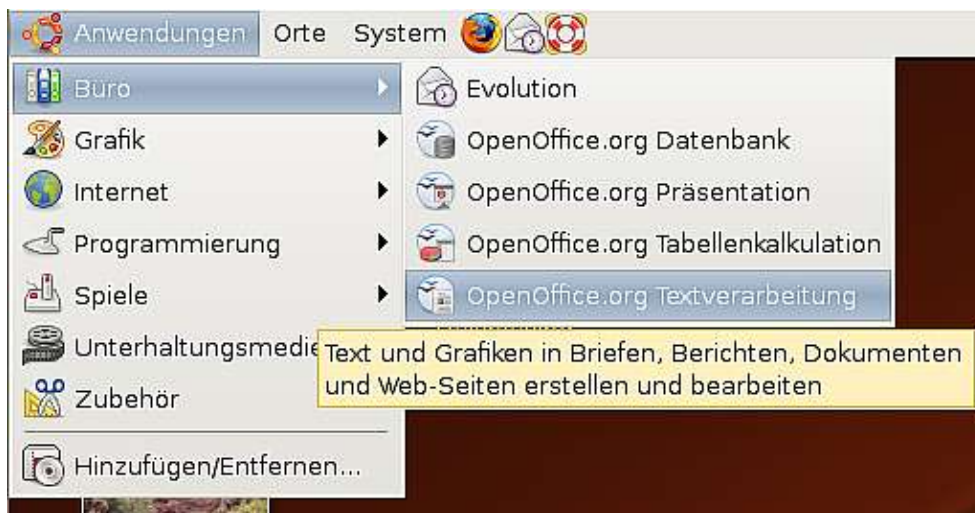 Anwendungen Orte System
Büro
Grafik
Internet
Programmierung
Spiele
Zubehör
Hinzufügen/Entfernen...
Evolution
OpenOffice.org Datenbank
OpenOffice.org Präsentation
OpenOffice.org Tabellenkalkulation
OpenOffice.org Textverarbeitung
Text und Grafiken in Briefen, Berichten, Dokumenten
und Web-Seiten erstellen und bearbeiten